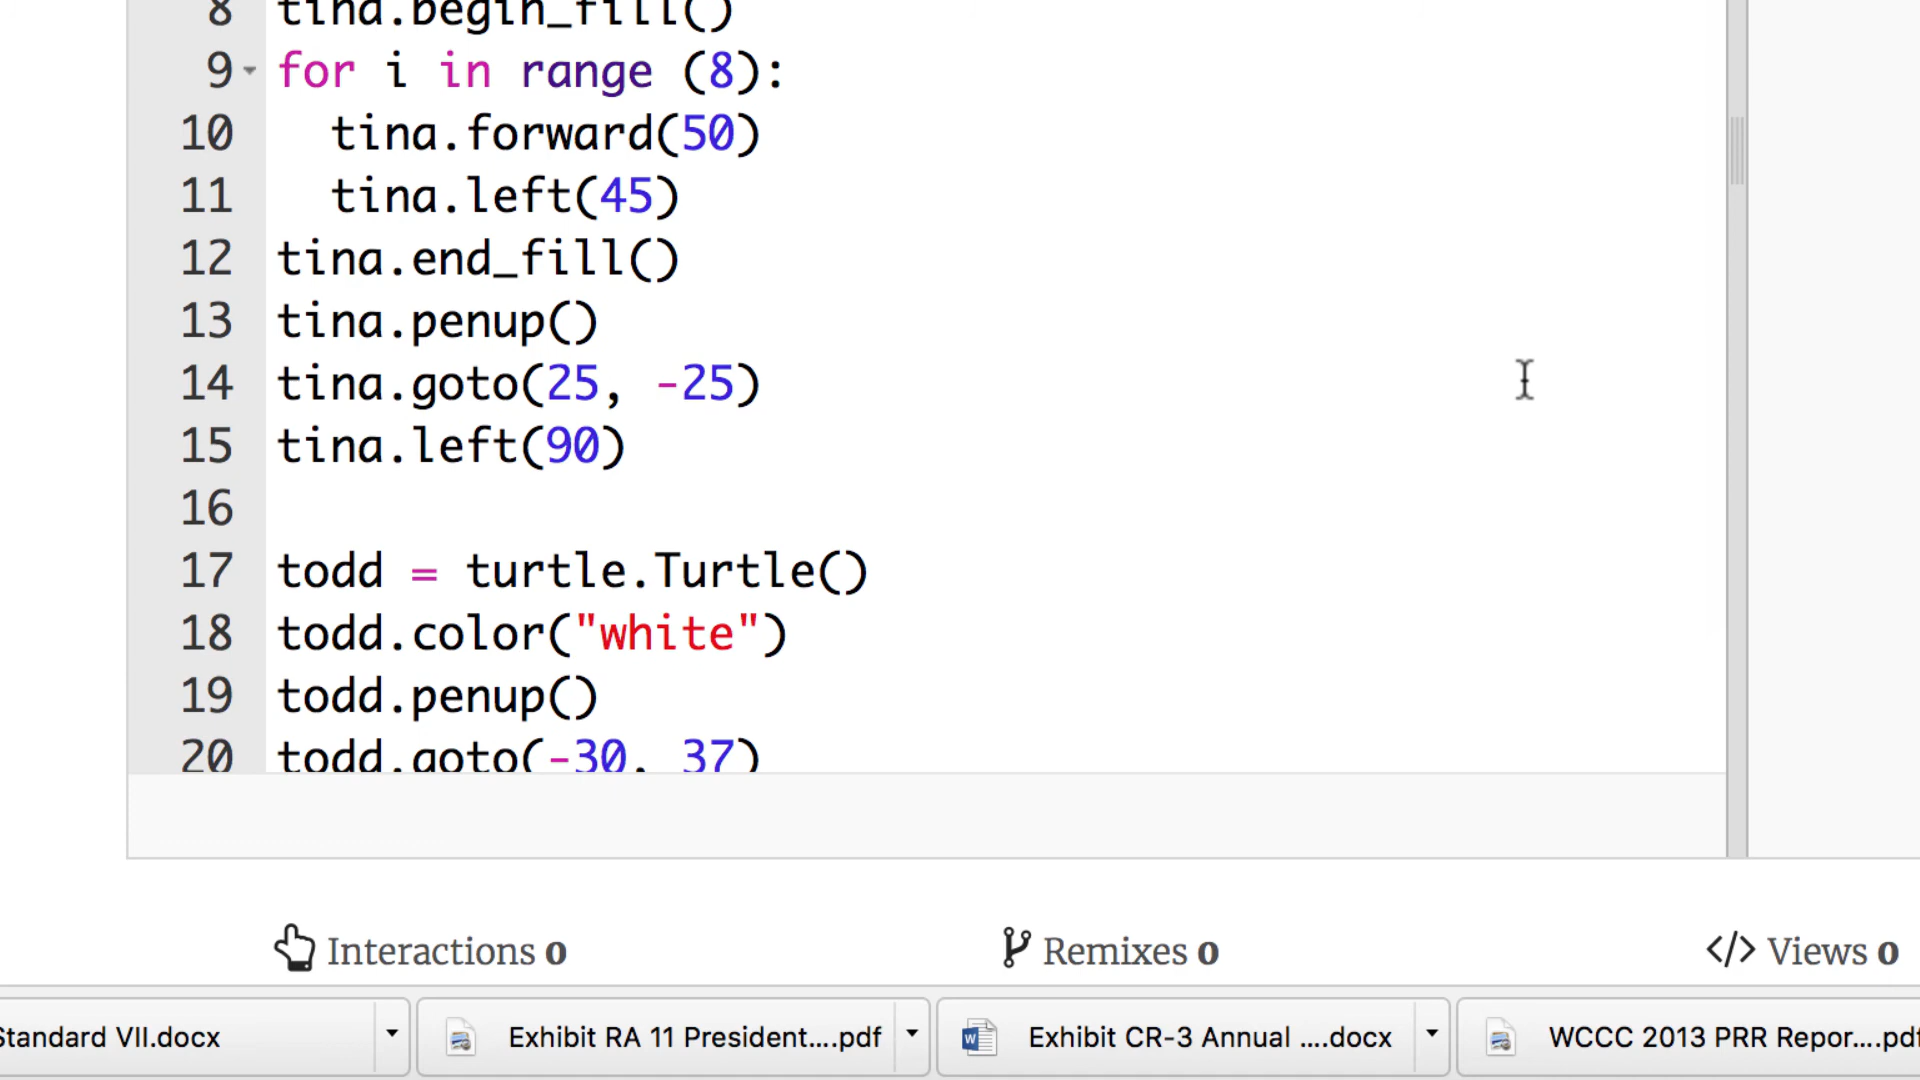 8 tina.begin_fill()
9 for i in range (8):
10 tina.forward(50)
11 tina.left(45)
12 tina.end_fill()
13 tina.penup()
14 tina.goto(25, -25)
15 tina.left(90)
16
17 todd = turtle.Turtle()
18 todd.color("white")
19 todd.penup()
20 todd.goto(-30, 37)
Interactions 0 Remixes 0 </> Views 0
Standard VII.docx Exhibit RA 11 President....pdf Exhibit CR-3 Annual ....docx WCCC 2013 PRR Repor....pdf